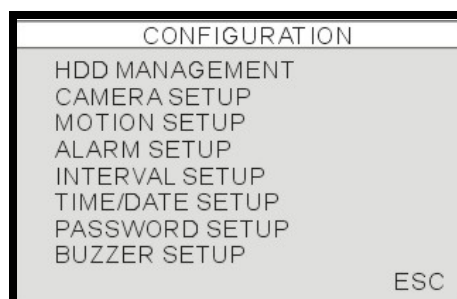 CONFIGURATION
HDD MANAGEMENT
CAMERA SETUP
MOTION SETUP
ALARM SETUP
INTERVAL SETUP
TIME/DATE SETUP
PASSWORD SETUP
BUZZER SETUP
ESC